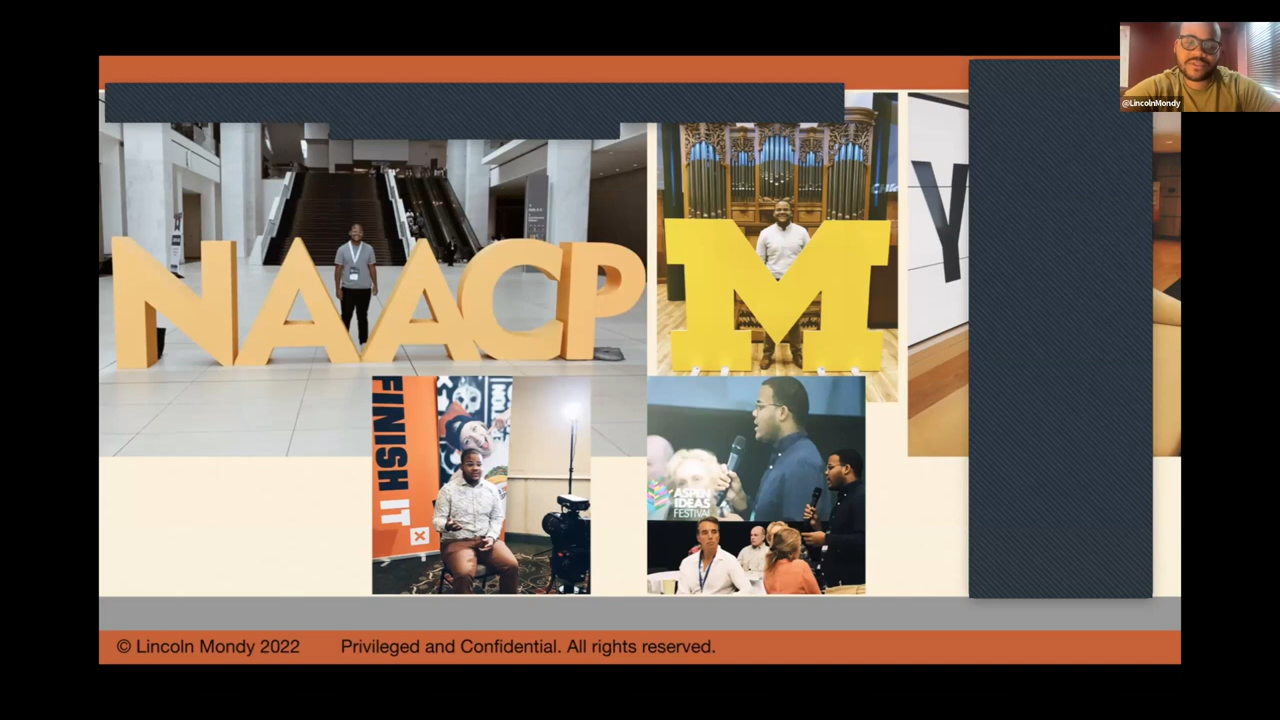 @LincolnMondy
NAACP
M
Y
FINISH IT
ASPEN
IDEAS
FESTIVAL
© Lincoln Mondy 2022 Privileged and Confidential. All rights reserved.